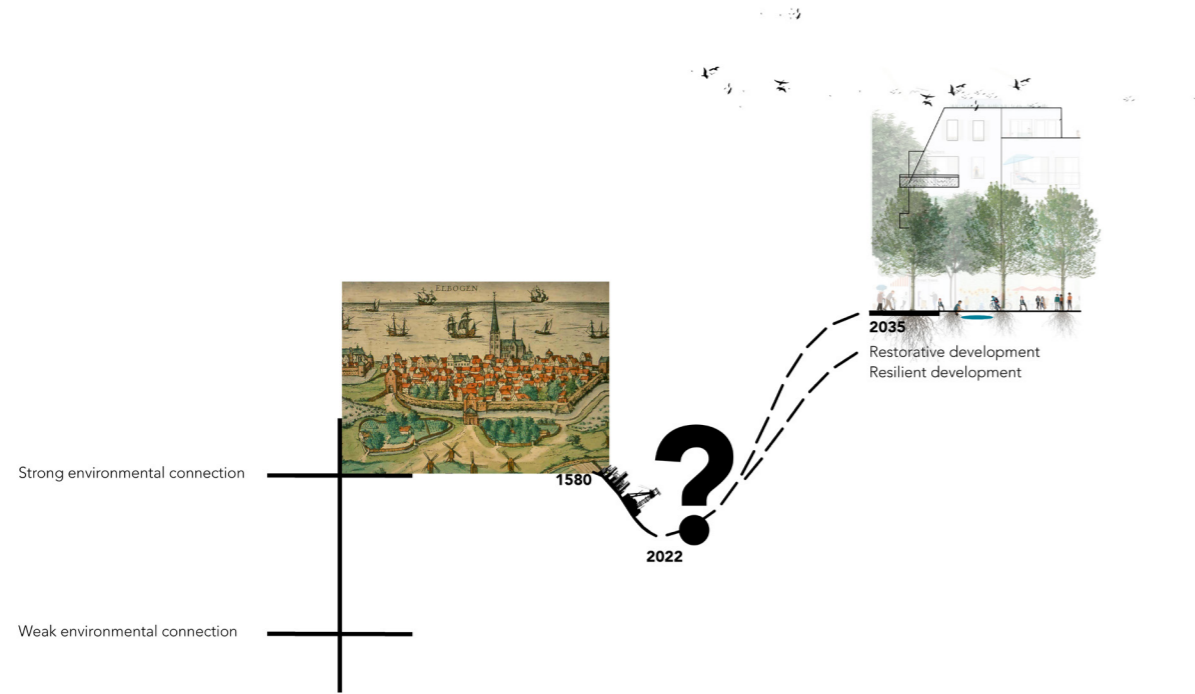 ELBOGEN
2035
Restorative development
Resilient development
Strong environmental connection
1580
?
2022
Weak environmental connection